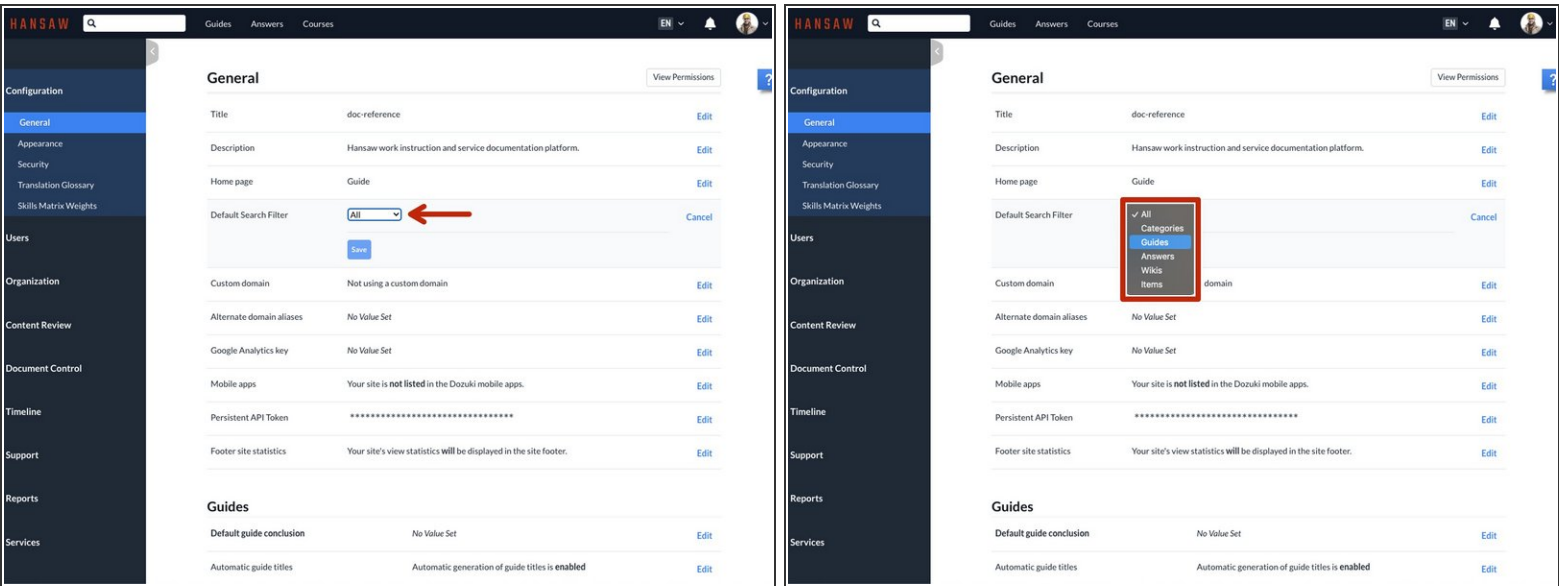 HANSAW Guides Answers Courses EN
Configuration
General
Appearance
Security
Translation Glossary
Skills Matrix Weights
Users
Organization
Content Review
Document Control
Timeline
Support
Reports
Services
General View Permissions
Title doc-reference Edit
Description Hansaw work instruction and service documentation platform. Edit
Home page Guide Edit
Default Search Filter All Cancel
Save
Custom domain Not using a custom domain Edit
Alternate domain aliases No Value Set Edit
Google Analytics key No Value Set Edit
Mobile apps Your site is not listed in the Dozuki mobile apps. Edit
Persistent API Token ******************************** Edit
Footer site statistics Your site's view statistics will be displayed in the site footer. Edit
Guides
Default guide conclusion No Value Set Edit
Automatic guide titles Automatic generation of guide titles is enabled Edit
?
HANSAW Guides Answers Courses EN
Configuration
General
Appearance
Security
Translation Glossary
Skills Matrix Weights
Users
Organization
Content Review
Document Control
Timeline
Support
Reports
Services
General View Permissions
Title doc-reference Edit
Description Hansaw work instruction and service documentation platform. Edit
Home page Guide Edit
Default Search Filter ✓ All Cancel
Categories
Guides
Answers
Wikis
Items
Custom domain domain Edit
Alternate domain aliases No Value Set Edit
Google Analytics key No Value Set Edit
Mobile apps Your site is not listed in the Dozuki mobile apps. Edit
Persistent API Token ******************************** Edit
Footer site statistics Your site's view statistics will be displayed in the site footer. Edit
Guides
Default guide conclusion No Value Set Edit
Automatic guide titles Automatic generation of guide titles is enabled Edit
?